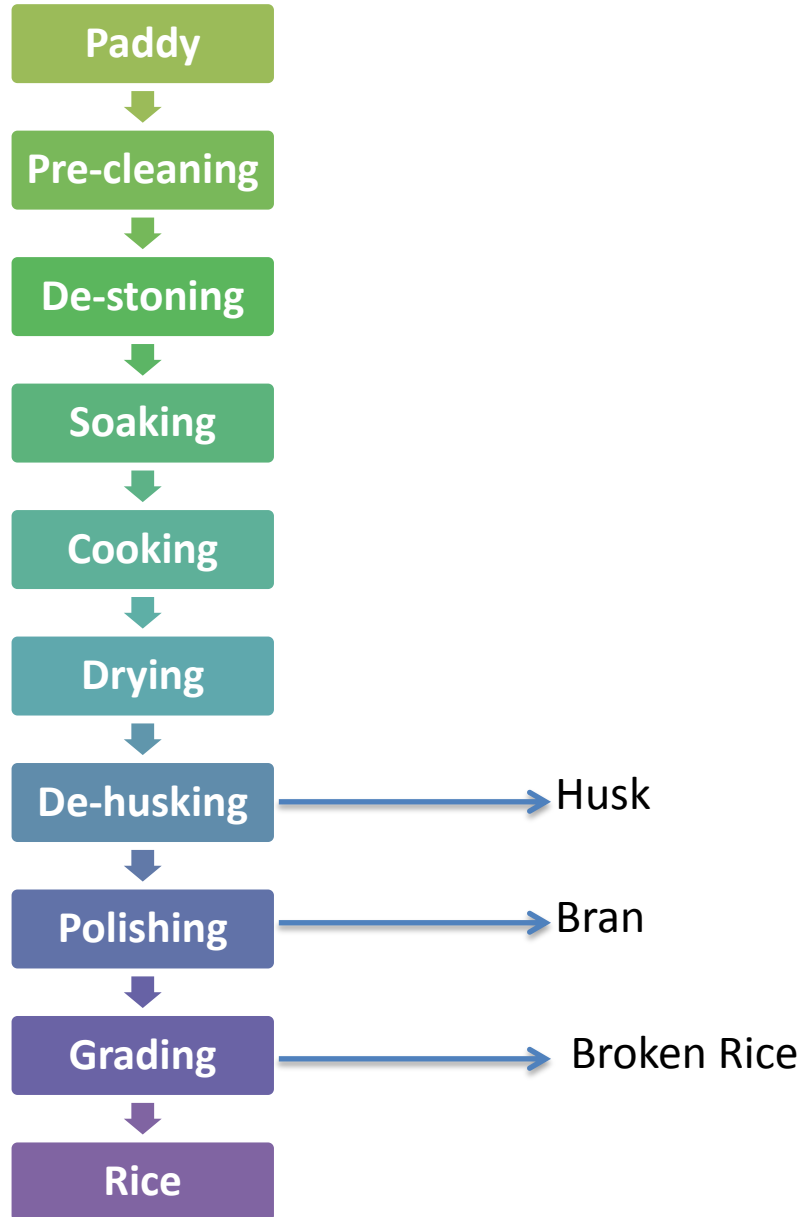 Paddy
Pre-cleaning
De-stoning
Soaking
Cooking
Drying
De-husking
Husk
Polishing
Bran
Grading
Broken Rice
Rice